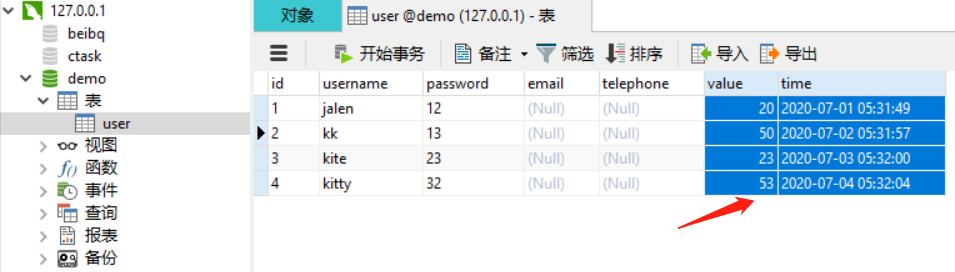 127.0.0.1
beibq
ctask
demo
表
user
视图
f() 函数
事件
查询
报表
备份
对象 user @demo (127.0.0.1) - 表
开始事务 备注 筛选 排序 导入 导出
id username password email telephone value time
1 jalen 12 (Null) (Null) 20 2020-07-01 05:31:49
2 kk 13 (Null) (Null) 50 2020-07-02 05:31:57
3 kite 23 (Null) (Null) 23 2020-07-03 05:32:00
4 kitty 32 (Null) (Null) 53 2020-07-04 05:32:04